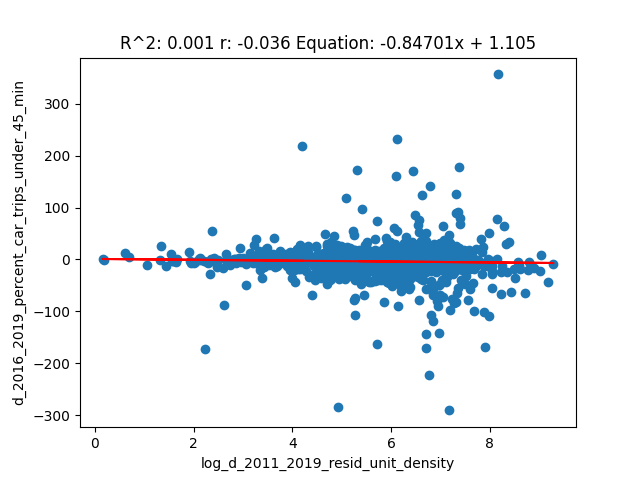 R^2: 0.001 r: -0.036 Equation: -0.84701x + 1.105
d_2016_2019_percent_car_trips_under_45_min
300
200
100
0
−100
−200
−300
0 2 4 6 8
log_d_2011_2019_resid_unit_density